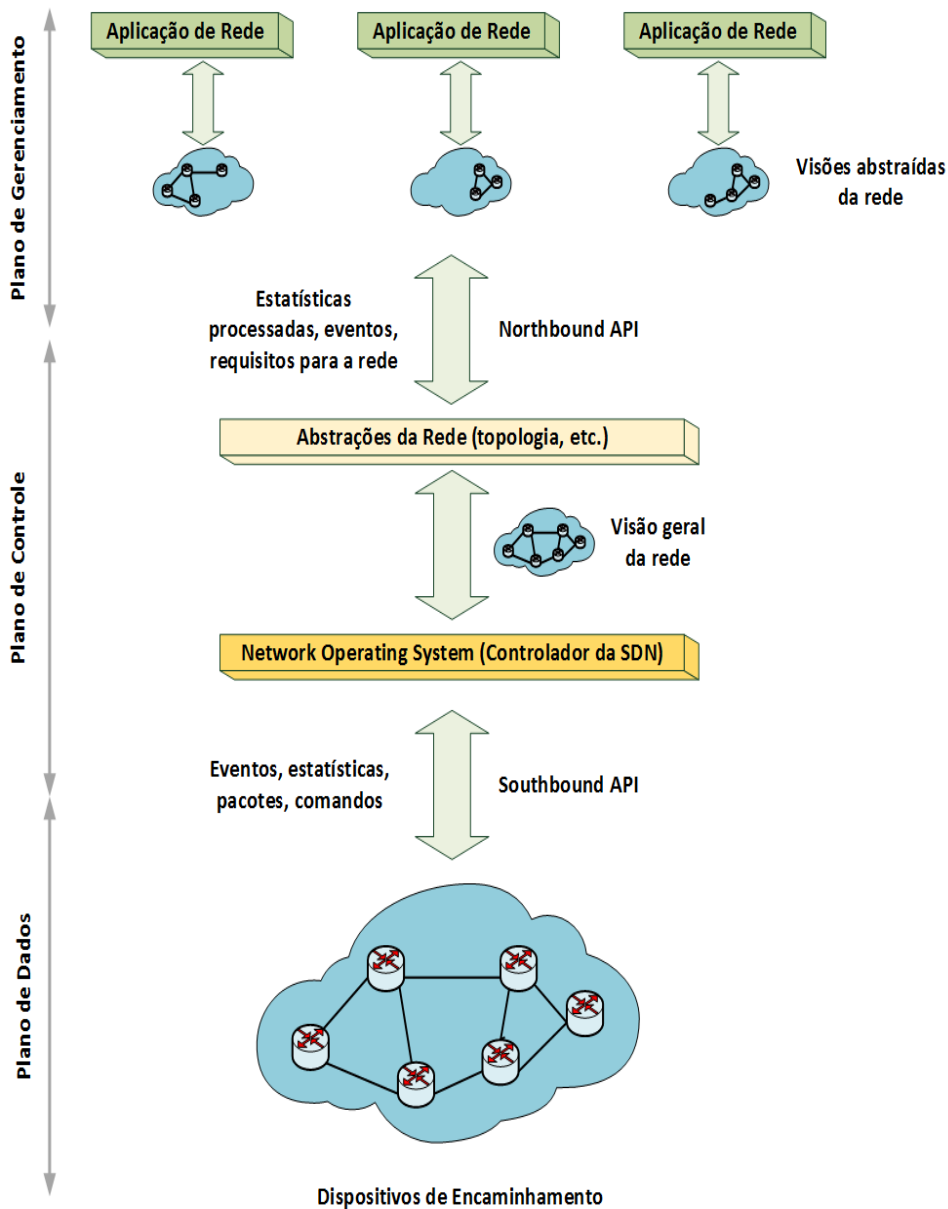 Aplicação de Rede
Aplicação de Rede
Aplicação de Rede
Plano de Gerenciamento
Visões abstraídas
da rede
Estatísticas
processadas, eventos,
requisitos para a rede
Northbound API
Plano de Controle
Abstrações da Rede (topologia, etc.)
Visão geral
da rede
Network Operating System (Controlador da SDN)
Eventos, estatísticas,
pacotes, comandos
Southbound API
Plano de Dados
Dispositivos de Encaminhamento